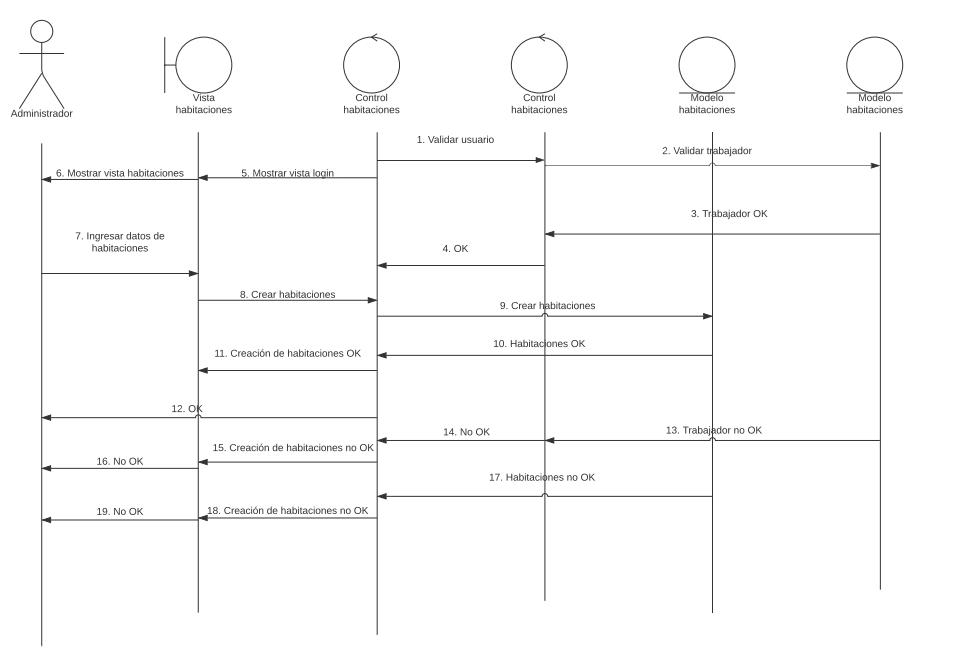 Administrador
Vista
habitaciones
Control
habitaciones
Control
habitaciones
Modelo
habitaciones
Modelo
habitaciones
1. Validar usuario
2. Validar trabajador
6. Mostrar vista habitaciones
5. Mostrar vista login
3. Trabajador OK
7. Ingresar datos de
habitaciones
4. OK
8. Crear habitaciones
9. Crear habitaciones
10. Habitaciones OK
11. Creación de habitaciones OK
12. OK
14. No OK
13. Trabajador no OK
15. Creación de habitaciones no OK
16. No OK
17. Habitaciones no OK
18. Creación de habitaciones no OK
19. No OK